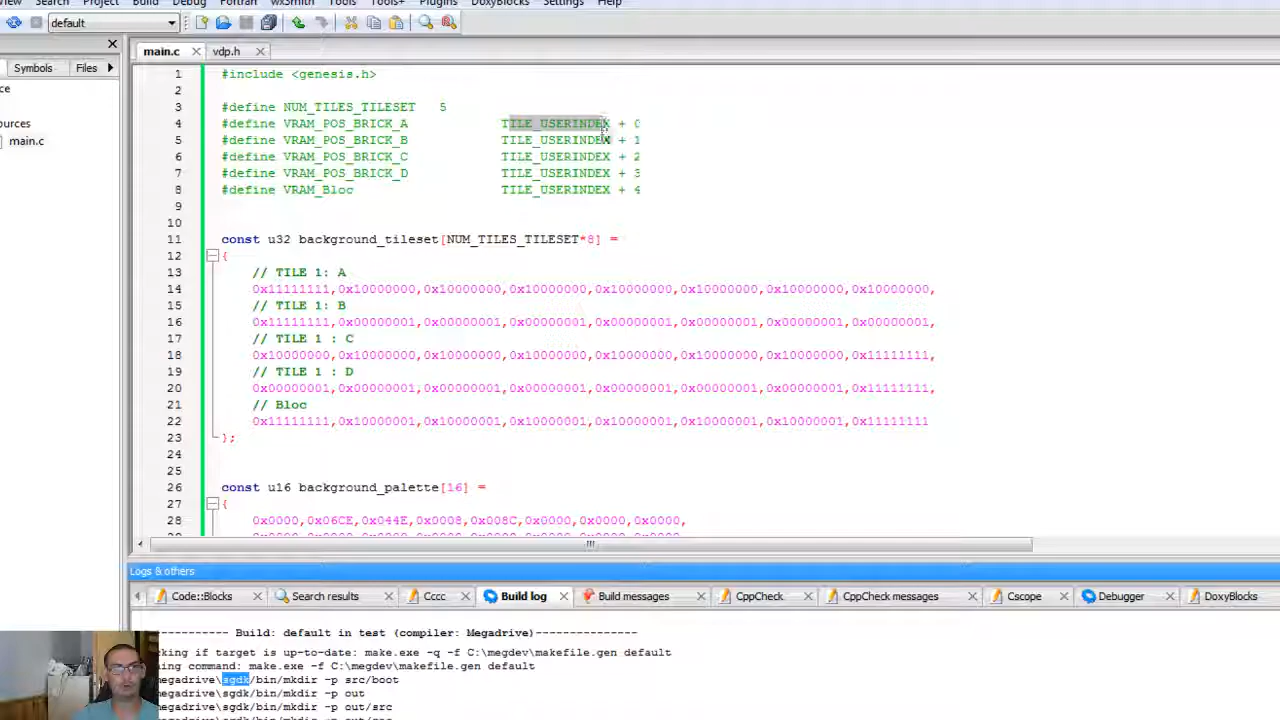 View Search Project Build Debug Fortran wxSmith Tools Tools+ Plugins DoxyBlocks Settings Help
default
main.c vdp.h
Symbols Files
main.c
1 #include <genesis.h>
2
3 #define NUM_TILES_TILESET 5
4 #define VRAM_POS_BRICK_A TILE_USERINDEX + 0
5 #define VRAM_POS_BRICK_B TILE_USERINDEX + 1
6 #define VRAM_POS_BRICK_C TILE_USERINDEX + 2
7 #define VRAM_POS_BRICK_D TILE_USERINDEX + 3
8 #define VRAM_Bloc TILE_USERINDEX + 4
9
10
11 const u32 background_tileset[NUM_TILES_TILESET*8] =
12 {
13 // TILE 1: A
14 0x11111111,0x10000000,0x10000000,0x10000000,0x10000000,0x10000000,0x10000000,0x10000000,
15 // TILE 1: B
16 0x11111111,0x00000001,0x00000001,0x00000001,0x00000001,0x00000001,0x00000001,0x00000001,
17 // TILE 1 : C
18 0x10000000,0x10000000,0x10000000,0x10000000,0x10000000,0x10000000,0x10000000,0x11111111,
19 // TILE 1 : D
20 0x00000001,0x00000001,0x00000001,0x00000001,0x00000001,0x00000001,0x00000001,0x11111111,
21 // Bloc
22 0x11111111,0x10000001,0x10000001,0x10000001,0x10000001,0x10000001,0x10000001,0x11111111
23 };
24
25
26 const u16 background_palette[16] =
27 {
28 0x0000,0x06CE,0x044E,0x0008,0x008C,0x0000,0x0000,0x0000,
Logs & others
Code::Blocks Search results Cccc Build log Build messages CppCheck CppCheck messages Cscope Debugger DoxyBlocks
---------- Build: default in test (compiler: Megadrive)---------------
cking if target is up-to-date: make.exe -q -f C:\megdev\makefile.gen default
ning command: make.exe -f C:\megdev\makefile.gen default
megadrive\sgdk/bin/mkdir -p src/boot
megadrive\sgdk/bin/mkdir -p out
megadrive\sgdk/bin/mkdir -p out/src